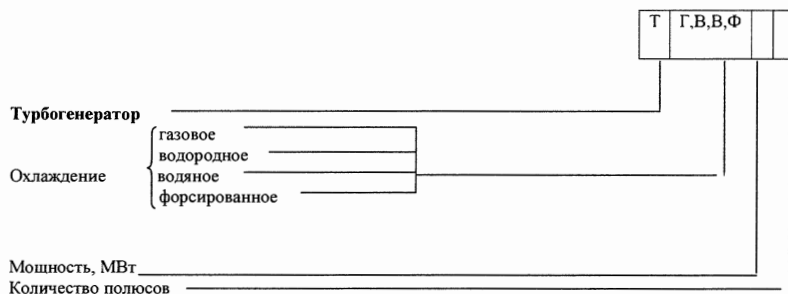 Т Г,В,В,Ф
Турбогенератор
газовое
водородное
Охлаждение водяное
форсированное
Мощность, МВт
Количество полюсов